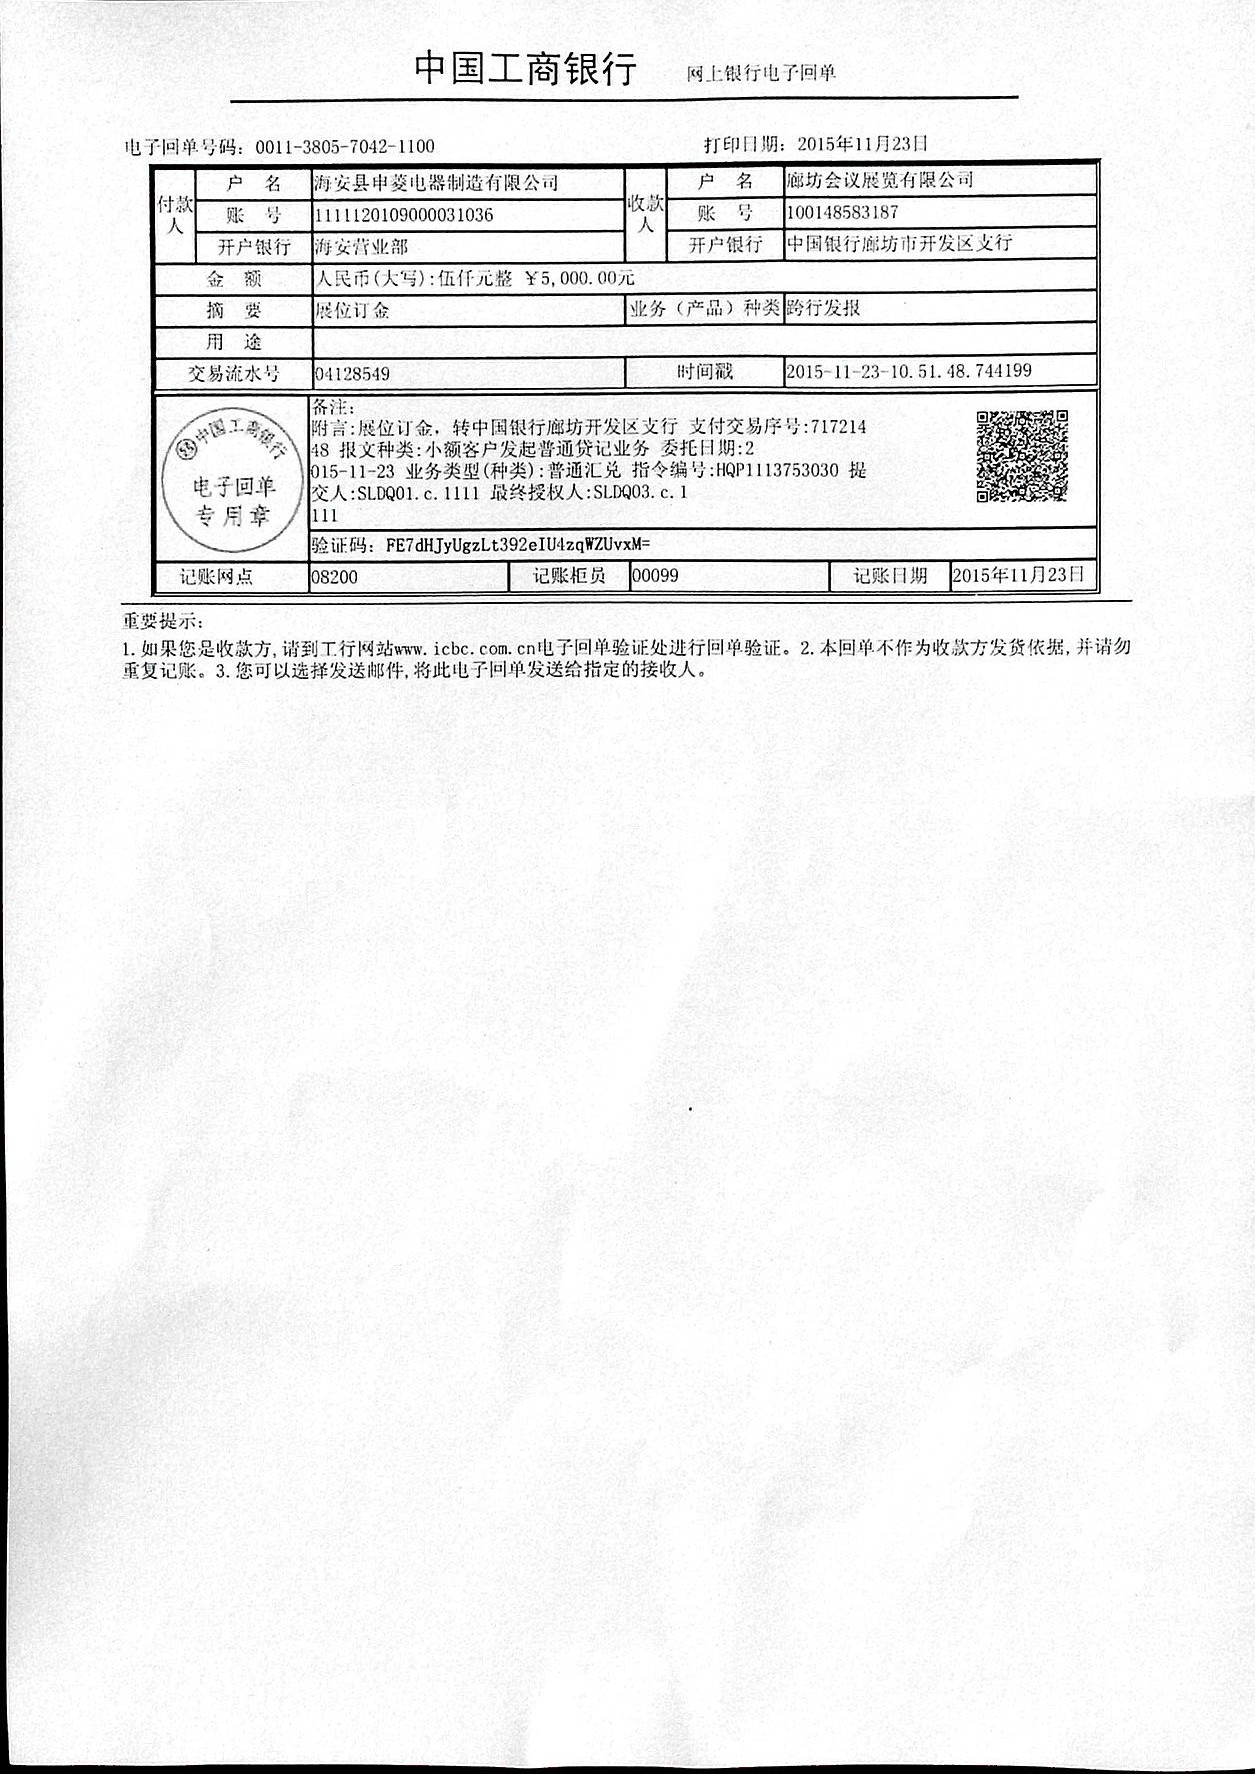 中国工商银行 网上银行电子回单
电子回单号码：0011-3805-7042-1100 打印日期：2015年11月23日
付款人 户 名 海安县申菱电器制造有限公司 收款人 户 名 廊坊会议展览有限公司
账 号 1111120109000031036 账 号 100148583187
开户银行 海安营业部 开户银行 中国银行廊坊市开发区支行
金 额 人民币(大写):伍仟元整 ￥5,000.00元
摘 要 展位订金 业务（产品）种类 跨行发报
用 途
交易流水号 04128549 时间戳 2015-11-23-10.51.48.744199
中国工商银行
电子回单
专用章
备注：
附言:展位订金，转中国银行廊坊开发区支行 支付交易序号:717214
48 报文种类:小额客户发起普通贷记业务 委托日期:2
015-11-23 业务类型(种类):普通汇兑 指令编号:HQP1113753030 提
交人:SLDQ01.c.1111 最终授权人:SLDQ03.c.1
111
验证码：FE7dHJyUgzLt392eIU4zqWZUvxM=
记账网点 08200 记账柜员 00099 记账日期 2015年11月23日
重要提示：
1.如果您是收款方,请到工行网站www.icbc.com.cn电子回单验证处进行回单验证。2.本回单不作为收款方发货依据,并请勿
重复记账。3.您可以选择发送邮件,将此电子回单发送给指定的接收人。